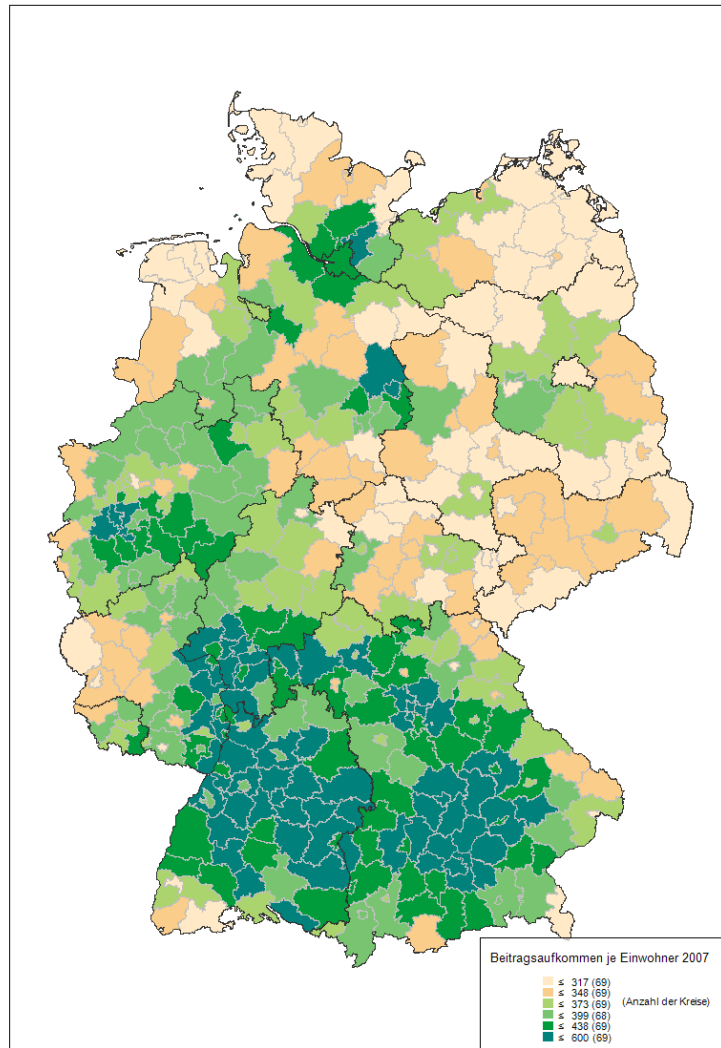 Beitragsaufkommen je Einwohner 2007
≤ 317 (69)
≤ 348 (69)
≤ 373 (69) (Anzahl der Kreise)
≤ 399 (68)
≤ 438 (69)
≤ 600 (69)